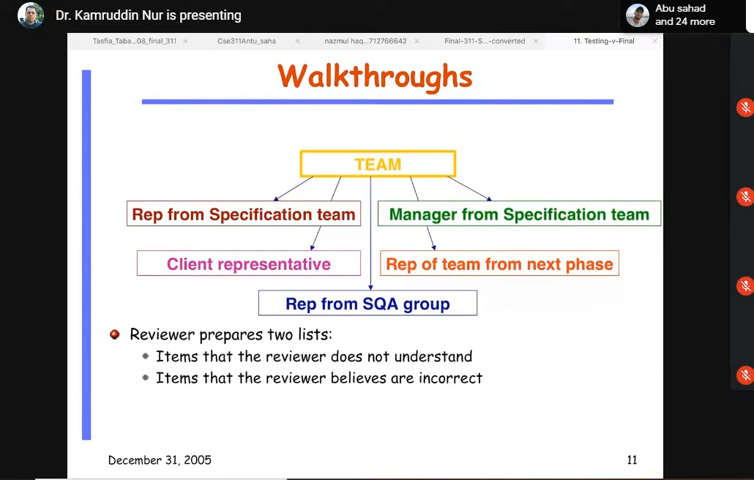 Dr. Kamruddin Nur is presenting
Abu sahad
and 24 more
Tasfia_Taba...08_final_311
Cse311Antu_saha
nazmul haq...712766642
Final-311-S...-converted
11. Testing-v-Final
Walkthroughs
TEAM
Rep from Specification team
Manager from Specification team
Client representative
Rep of team from next phase
Rep from SQA group
Reviewer prepares two lists:
Items that the reviewer does not understand
Items that the reviewer believes are incorrect
December 31, 2005
11